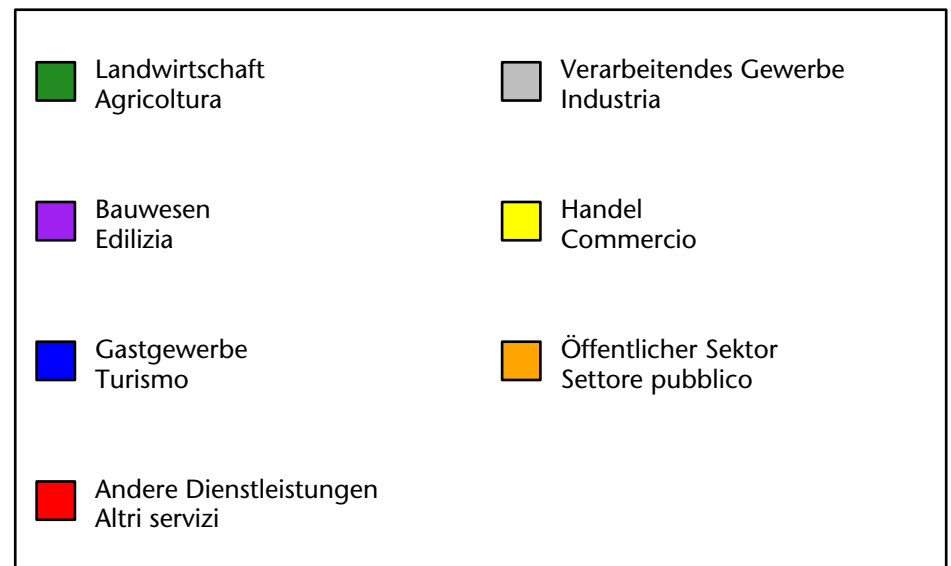 Landwirtschaft
Agricoltura
Verarbeitendes Gewerbe
Industria
Bauwesen
Edilizia
Handel
Commercio
Gastgewerbe
Turismo
Öffentlicher Sektor
Settore pubblico
Andere Dienstleistungen
Altri servizi